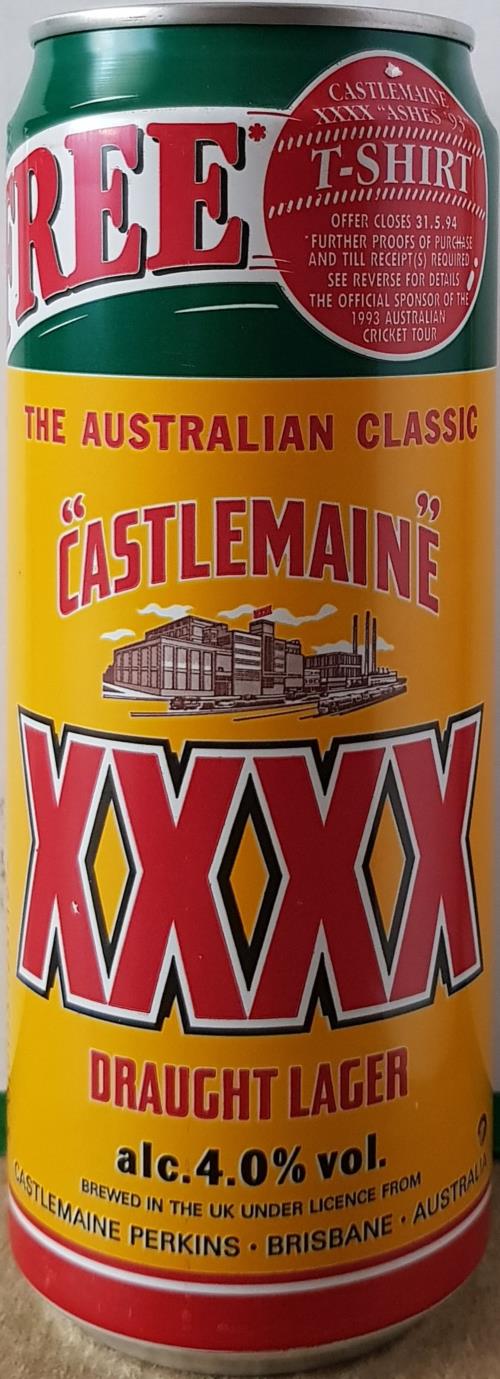 FREE*
CASTLEMAINE
XXXX "ASHES '93"
T-SHIRT
OFFER CLOSES 31.5.94
*FURTHER PROOFS OF PURCHASE
AND TILL RECEIPT(S) REQUIRED
SEE REVERSE FOR DETAILS
THE OFFICIAL SPONSOR OF THE
1993 AUSTRALIAN
CRICKET TOUR
THE AUSTRALIAN CLASSIC
"CASTLEMAINE"
XXXX
DRAUGHT LAGER
alc.4.0% vol.
BREWED IN THE UK UNDER LICENCE FROM
CASTLEMAINE PERKINS · BRISBANE · AUSTRALIA